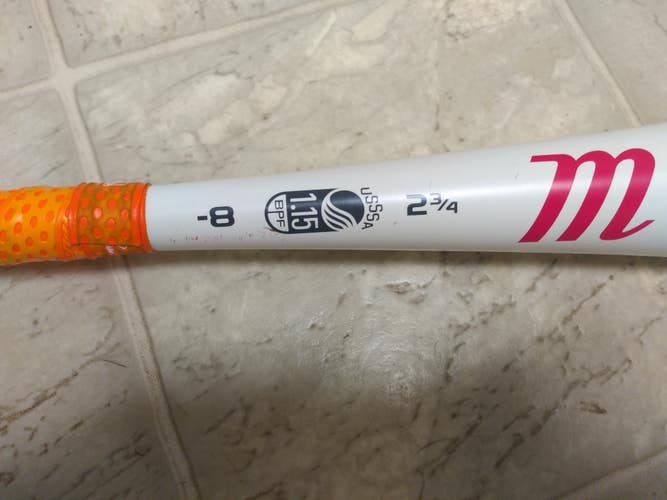 -8
1.15
BPF
USSSA
2 3/4
m